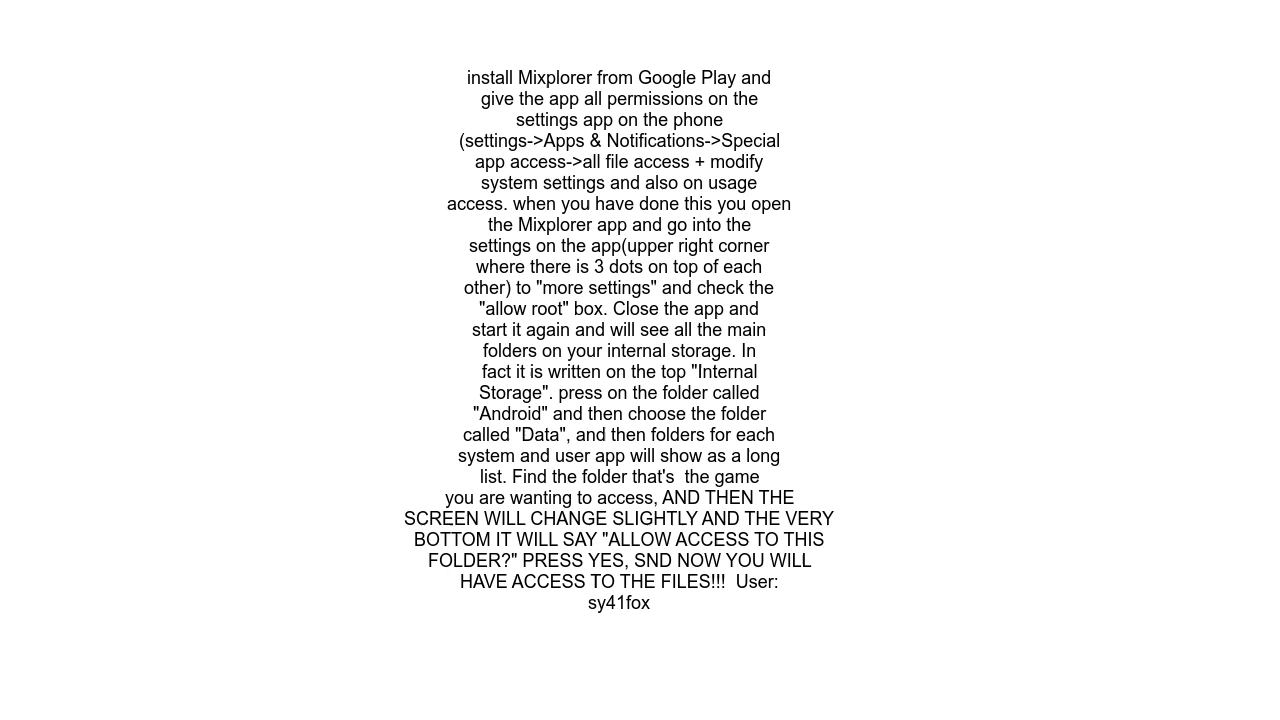 install Mixplorer from Google Play and
give the app all permissions on the
settings app on the phone
(settings->Apps & Notifications->Special
app access->all file access + modify
system settings and also on usage
access. when you have done this you open
the Mixplorer app and go into the
settings on the app(upper right corner
where there is 3 dots on top of each
other) to "more settings" and check the
"allow root" box. Close the app and
start it again and will see all the main
folders on your internal storage. In
fact it is written on the top "Internal
Storage". press on the folder called
"Android" and then choose the folder
called "Data", and then folders for each
system and user app will show as a long
list. Find the folder that's  the game
you are wanting to access, AND THEN THE
SCREEN WILL CHANGE SLIGHTLY AND THE VERY
BOTTOM IT WILL SAY "ALLOW ACCESS TO THIS
FOLDER?" PRESS YES, SND NOW YOU WILL
HAVE ACCESS TO THE FILES!!!  User:
sy41fox